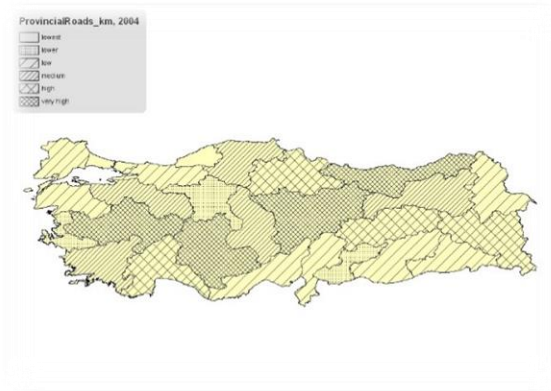 ProvincialRoads_km, 2004
lowest
lower
low
medium
high
very high